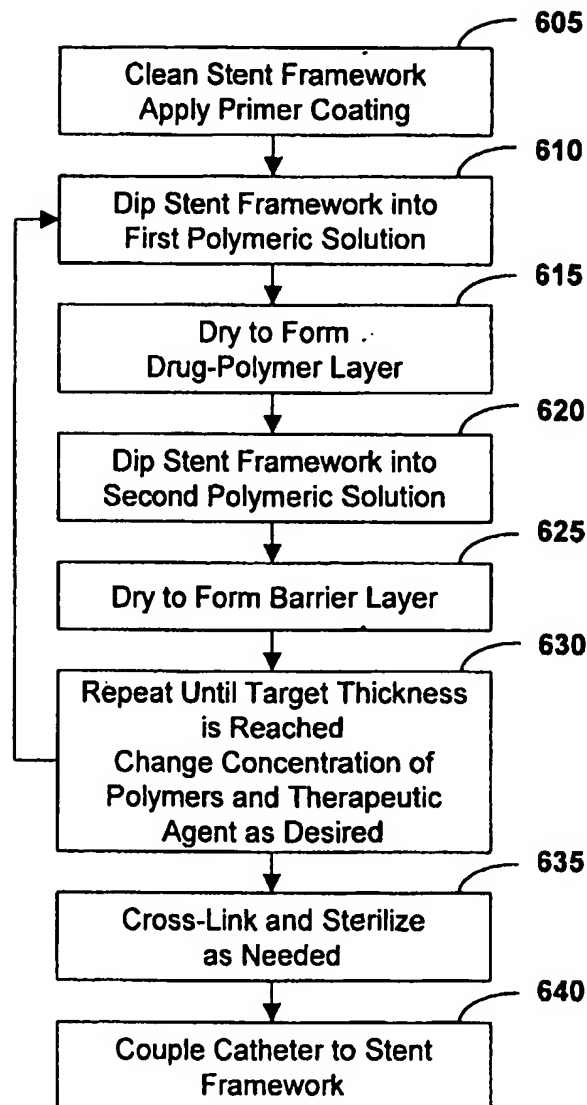 605
Clean Stent Framework
Apply Primer Coating
610
Dip Stent Framework into
First Polymeric Solution
615
Dry to Form
Drug-Polymer Layer
620
Dip Stent Framework into
Second Polymeric Solution
625
Dry to Form Barrier Layer
630
Repeat Until Target Thickness
is Reached
Change Concentration of
Polymers and Therapeutic
Agent as Desired
635
Cross-Link and Sterilize
as Needed
640
Couple Catheter to Stent
Framework